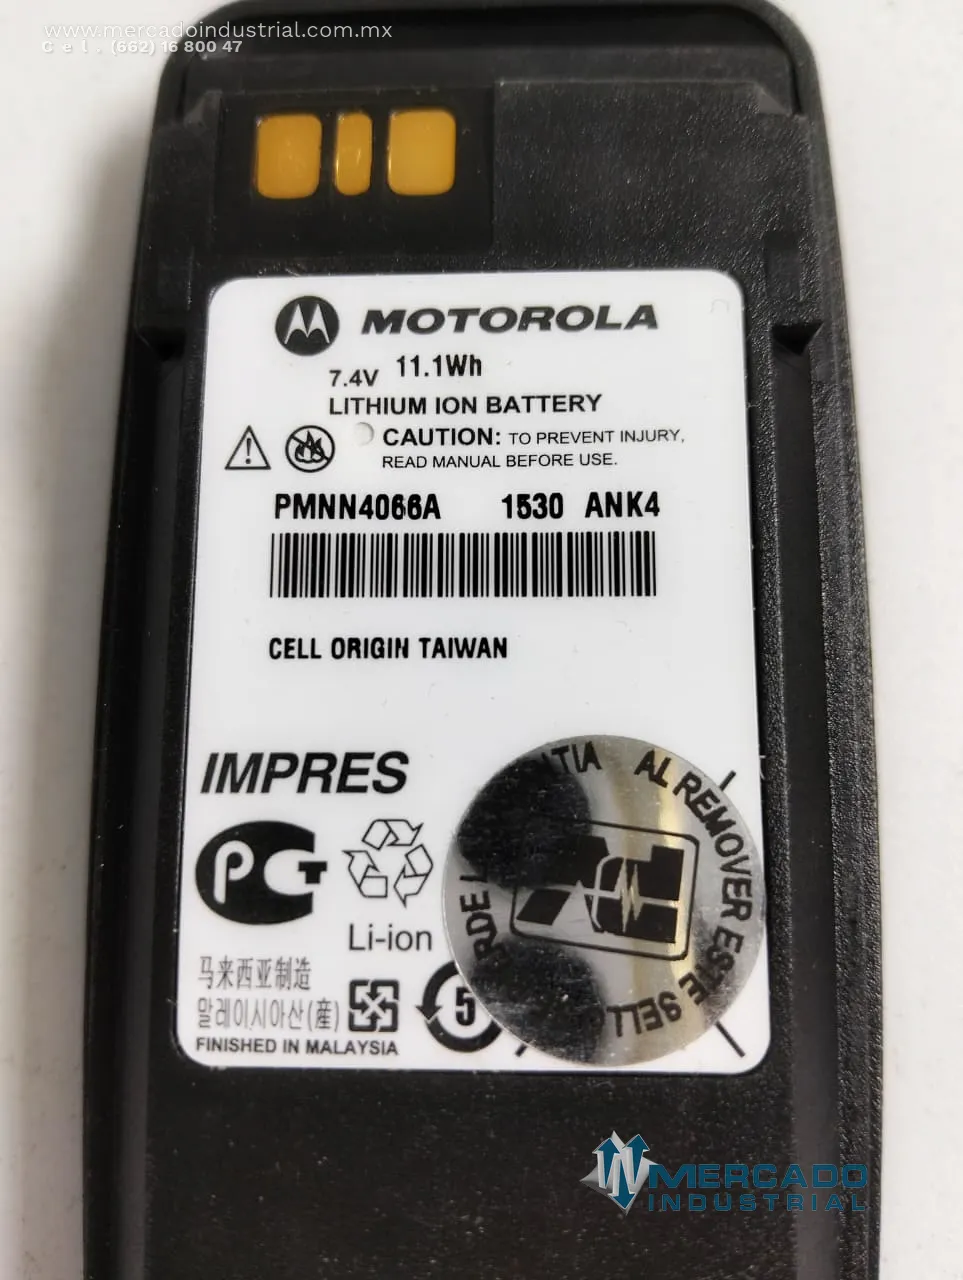 www.mercadoindustrial.com.mx
Cel. (662) 16 800 47
MOTOROLA
7.4V 11.1Wh
LITHIUM ION BATTERY
CAUTION: TO PREVENT INJURY,
READ MANUAL BEFORE USE.
PMNN4066A 1530 ANK4
CELL ORIGIN TAIWAN
IMPRES
PCT
Li-ion
马来西亚制造
말레이시아산(産)
5
FINISHED IN MALAYSIA
AL REMOVER ESTE SELLO
MERCADO
INDUSTRIAL